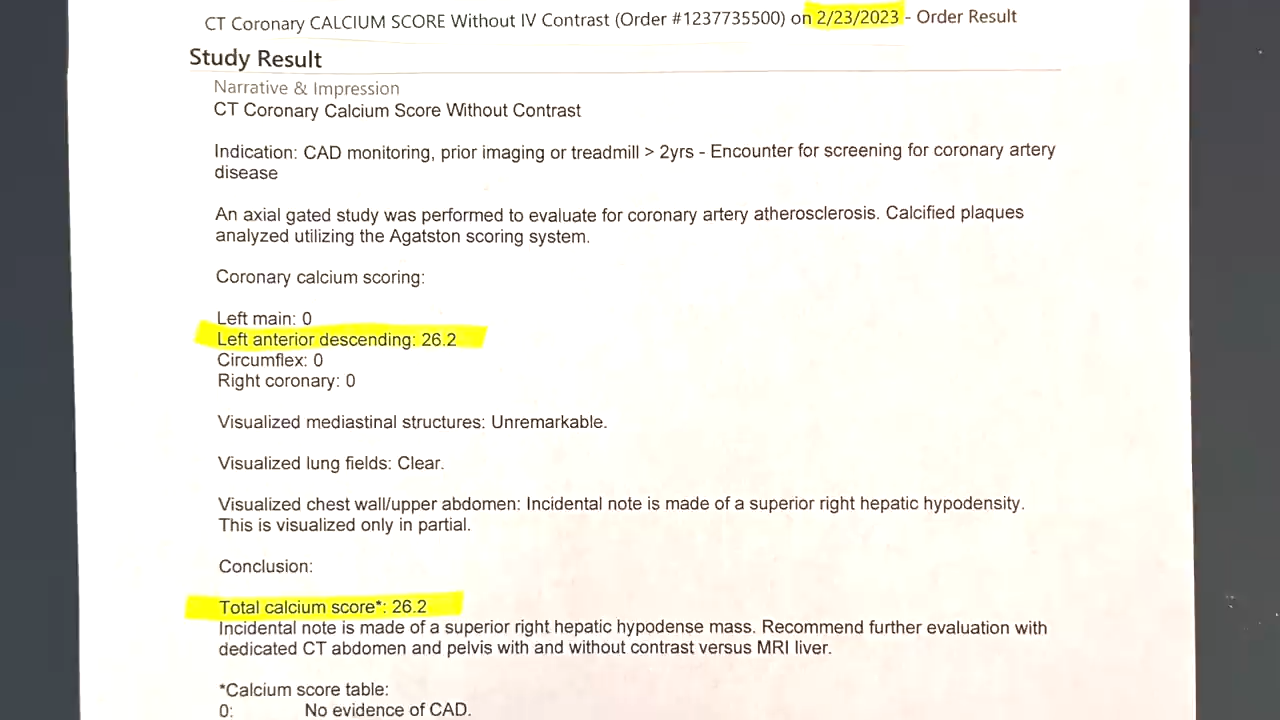 CT Coronary CALCIUM SCORE Without IV Contrast (Order #1237735500) on 2/23/2023 - Order Result
Study Result
Narrative & Impression
CT Coronary Calcium Score Without Contrast
Indication: CAD monitoring, prior imaging or treadmill > 2yrs - Encounter for screening for coronary artery
disease
An axial gated study was performed to evaluate for coronary artery atherosclerosis. Calcified plaques
analyzed utilizing the Agatston scoring system.
Coronary calcium scoring:
Left main: 0
Left anterior descending: 26.2
Circumflex: 0
Right coronary: 0
Visualized mediastinal structures: Unremarkable.
Visualized lung fields: Clear.
Visualized chest wall/upper abdomen: Incidental note is made of a superior right hepatic hypodensity.
This is visualized only in partial.
Conclusion:
Total calcium score*: 26.2
Incidental note is made of a superior right hepatic hypodense mass. Recommend further evaluation with
dedicated CT abdomen and pelvis with and without contrast versus MRI liver.
*Calcium score table:
0: No evidence of CAD.